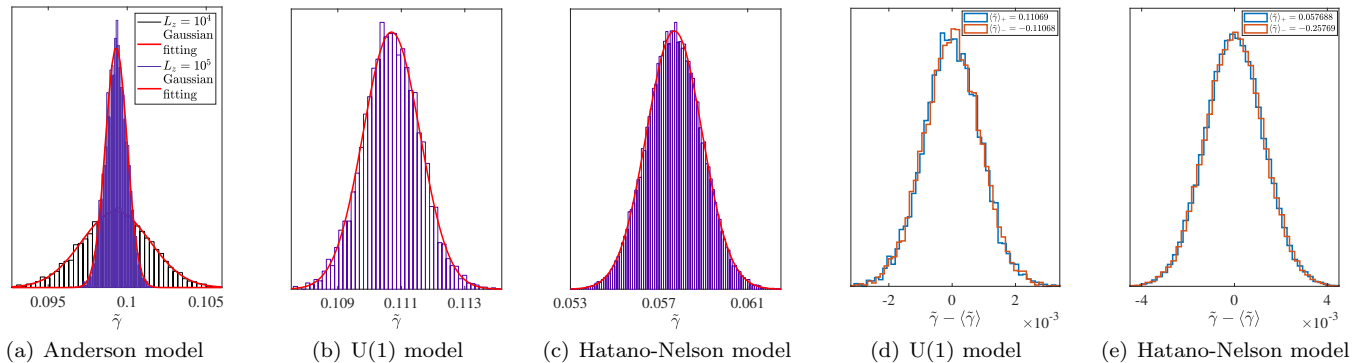 L_z = 10^4
Gaussian
fitting
L_z = 10^5
Gaussian
fitting
0.095 0.1 0.105
γ̃
(a) Anderson model
0.109 0.111 0.113
γ̃
(b) U(1) model
0.053 0.057 0.061
γ̃
(c) Hatano-Nelson model
⟨γ̃⟩₊ = 0.11069
⟨γ̃⟩₋ = −0.11068
-2 0 2
γ̃ − ⟨γ̃⟩ ×10⁻³
(d) U(1) model
⟨γ̃⟩₊ = 0.057688
⟨γ̃⟩₋ = −0.25769
-4 0 4
γ̃ − ⟨γ̃⟩ ×10⁻³
(e) Hatano-Nelson model